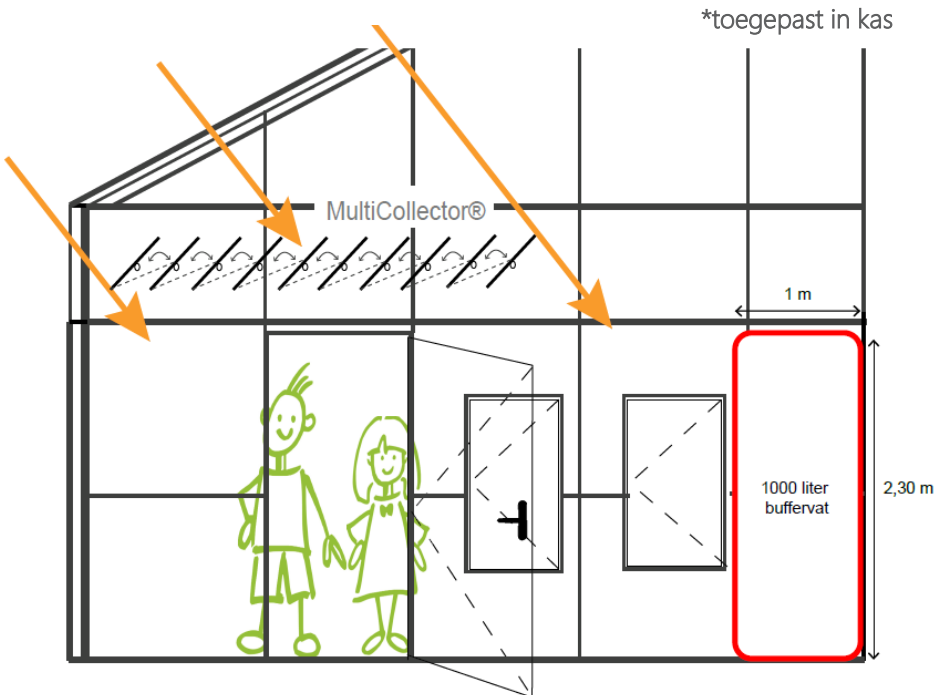 *toegepast in kas
MultiCollector®
1 m
1000 liter
buffervat
2,30 m